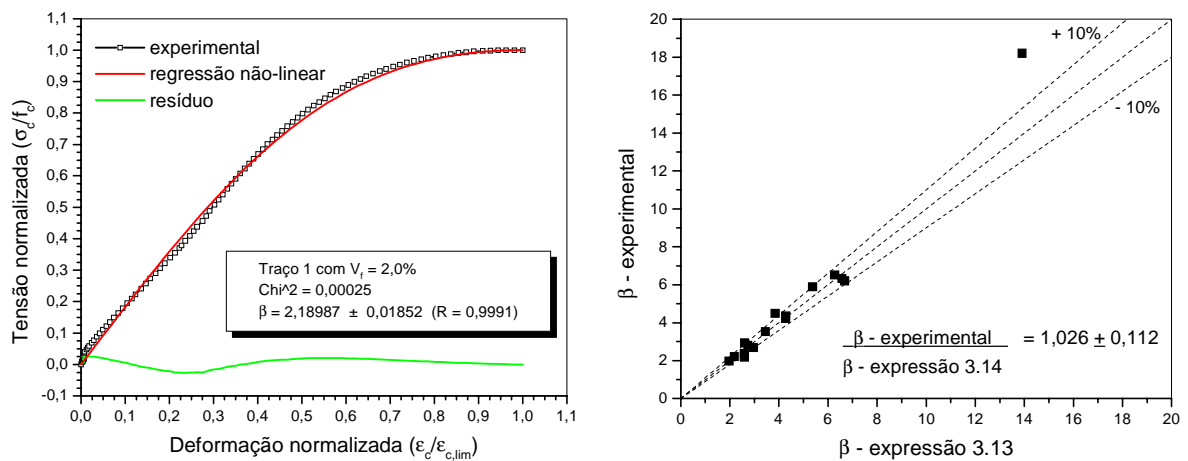 1,1
1,0
0,9
0,8
0,7
0,6
0,5
0,4
0,3
0,2
0,1
0,0
-0,1
Tensão normalizada (σc/fc)
experimental
regressão não-linear
resíduo
Traço 1 com Vf = 2,0%
Chi^2 = 0,00025
β = 2,18987 ± 0,01852 (R = 0,9991)
0,0 0,1 0,2 0,3 0,4 0,5 0,6 0,7 0,8 0,9 1,0 1,1
Deformação normalizada (εc/εc,lim)
20
18
16
14
12
10
8
6
4
2
0
β - experimental
+ 10%
- 10%
β - experimental
β - expressão 3.14
= 1,026 ± 0,112
0 2 4 6 8 10 12 14 16 18 20
β - expressão 3.13